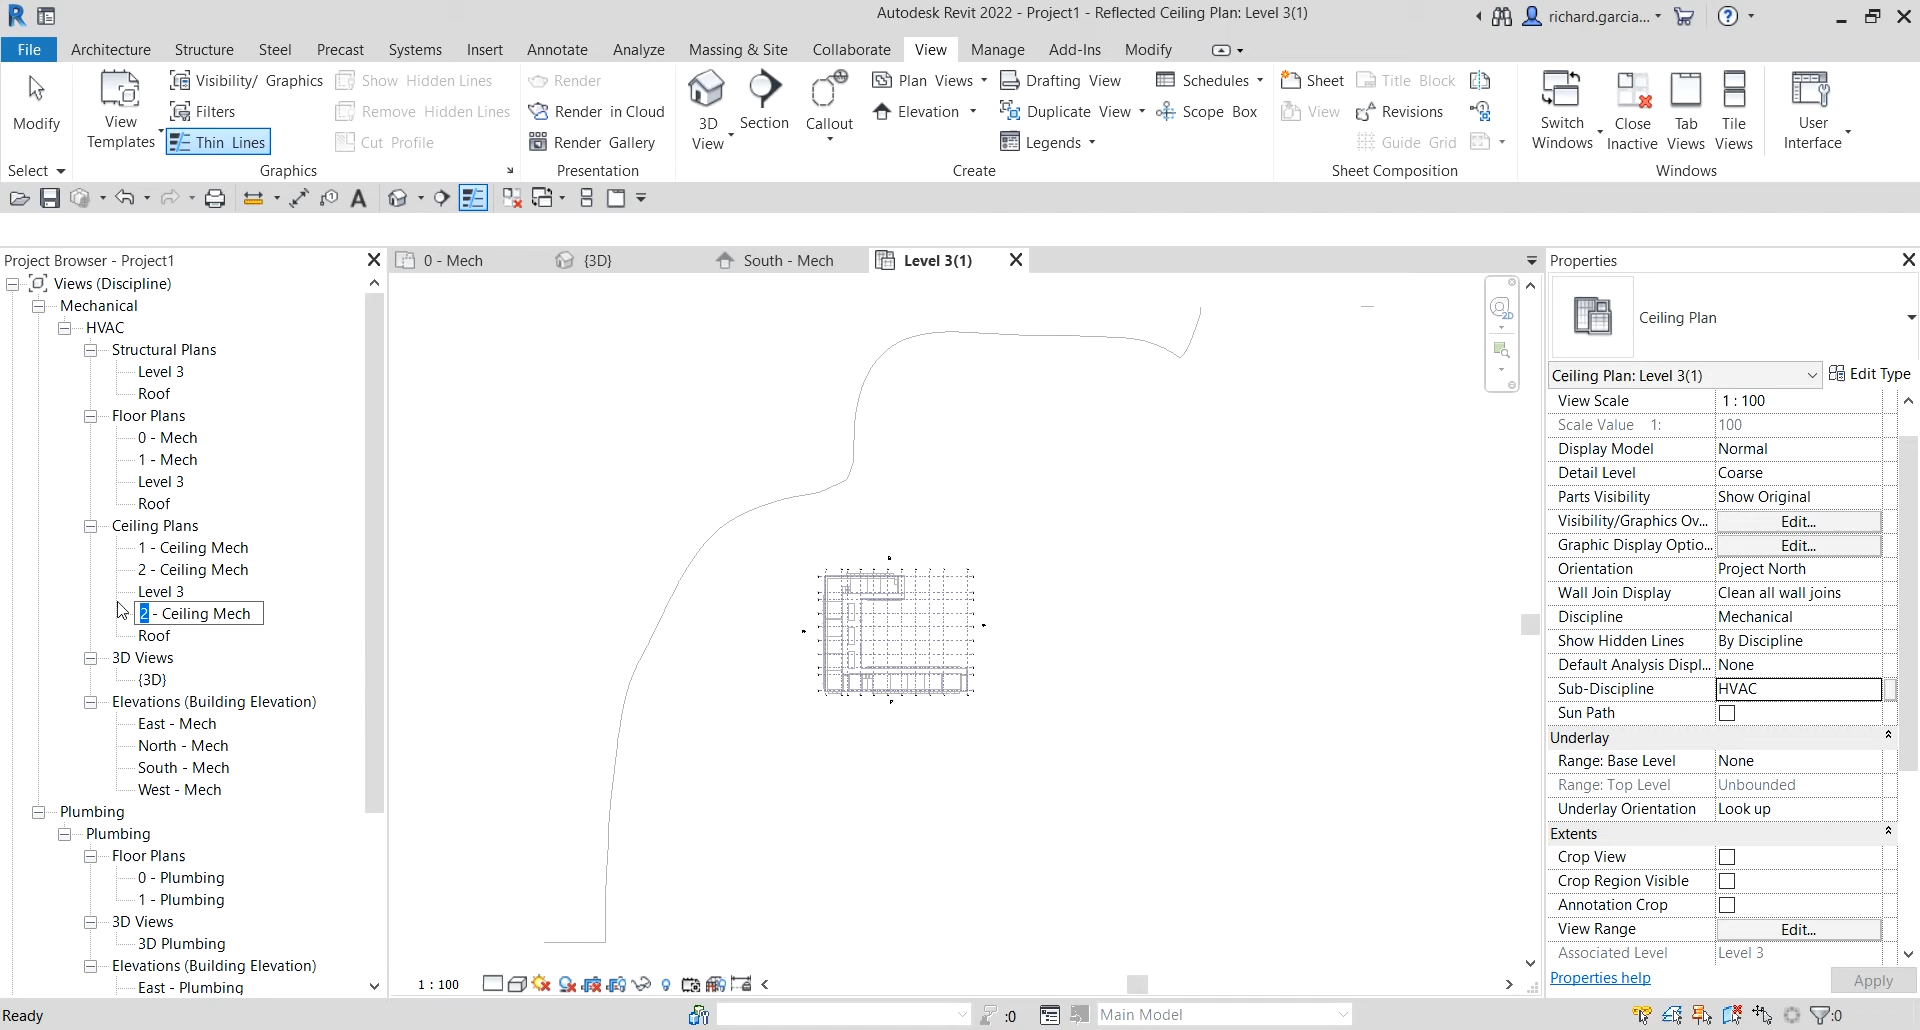 Autodesk Revit 2022 - Project1 - Reflected Ceiling Plan: Level 3(1)
richard.garcia...
File Architecture Structure Steel Precast Systems Insert Annotate Analyze Massing & Site Collaborate View Manage Add-Ins Modify
Modify
View Templates
Visibility/ Graphics
Filters
Thin Lines
Show Hidden Lines
Remove Hidden Lines
Cut Profile
Render
Render in Cloud
Render Gallery
3D View
Section
Callout
Plan Views
Elevation
Drafting View
Duplicate View
Legends
Schedules
Scope Box
Sheet
View
Title Block
Revisions
Guide Grid
Switch Windows
Close Inactive
Tab Views
Tile Views
User Interface
Select Graphics Presentation Create Sheet Composition Windows
Project Browser - Project1
Views (Discipline)
Mechanical
HVAC
Structural Plans
Level 3
Roof
Floor Plans
0 - Mech
1 - Mech
Level 3
Roof
Ceiling Plans
1 - Ceiling Mech
2 - Ceiling Mech
Level 3
2 - Ceiling Mech
Roof
3D Views
{3D}
Elevations (Building Elevation)
East - Mech
North - Mech
South - Mech
West - Mech
Plumbing
Plumbing
Floor Plans
0 - Plumbing
1 - Plumbing
3D Views
3D Plumbing
Elevations (Building Elevation)
East - Plumbing
0 - Mech {3D} South - Mech Level 3(1)
2D
1 : 100
Properties
Ceiling Plan
Ceiling Plan: Level 3(1) Edit Type
View Scale 1 : 100
Scale Value 1: 100
Display Model Normal
Detail Level Coarse
Parts Visibility Show Original
Visibility/Graphics Ov... Edit...
Graphic Display Optio... Edit...
Orientation Project North
Wall Join Display Clean all wall joins
Discipline Mechanical
Show Hidden Lines By Discipline
Default Analysis Displ... None
Sub-Discipline HVAC
Sun Path
Underlay
Range: Base Level None
Range: Top Level Unbounded
Underlay Orientation Look up
Extents
Crop View
Crop Region Visible
Annotation Crop
View Range Edit...
Associated Level Level 3
Properties help Apply
Ready :0 Main Model :0